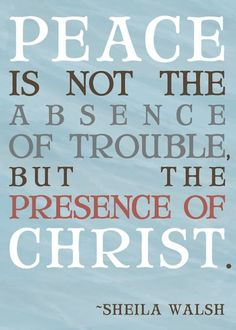 PEACE
IS NOT THE
ABSENCE
OF TROUBLE,
BUT THE
PRESENCE OF
CHRIST.
~SHEILA WALSH